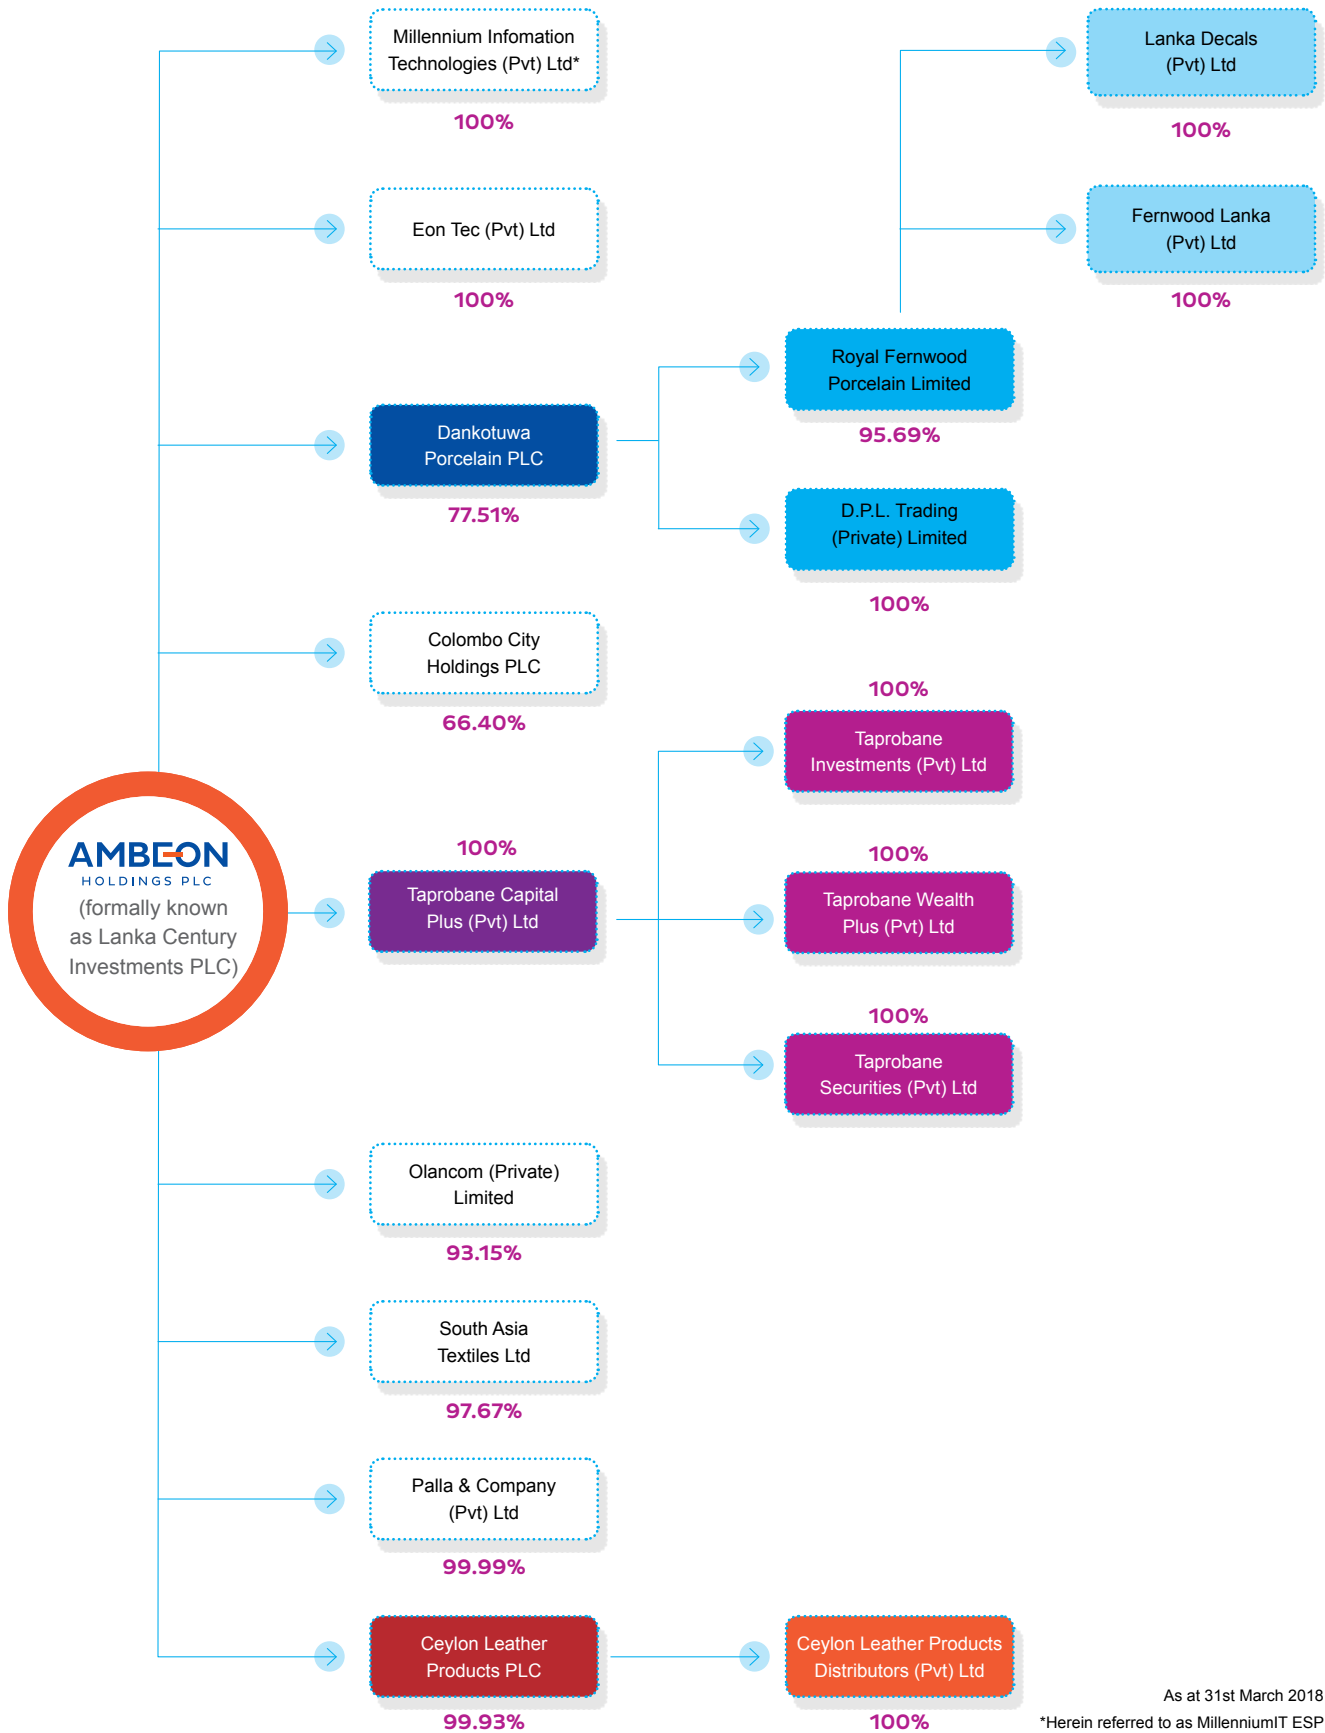 Millennium Infomation
Technologies (Pvt) Ltd*
100%
Eon Tec (Pvt) Ltd
100%
Dankotuwa
Porcelain PLC
77.51%
Colombo City
Holdings PLC
66.40%
AMBEON
HOLDINGS PLC
(formally known
as Lanka Century
Investments PLC)
100%
Taprobane Capital
Plus (Pvt) Ltd
Olancom (Private)
Limited
93.15%
South Asia
Textiles Ltd
97.67%
Palla & Company
(Pvt) Ltd
99.99%
Ceylon Leather
Products PLC
99.93%
Lanka Decals
(Pvt) Ltd
100%
Fernwood Lanka
(Pvt) Ltd
100%
Royal Fernwood
Porcelain Limited
95.69%
D.P.L. Trading
(Private) Limited
100%
100%
Taprobane
Investments (Pvt) Ltd
100%
Taprobane Wealth
Plus (Pvt) Ltd
100%
Taprobane
Securities (Pvt) Ltd
Ceylon Leather Products
Distributors (Pvt) Ltd
100%
As at 31st March 2018
*Herein referred to as MillenniumIT ESP